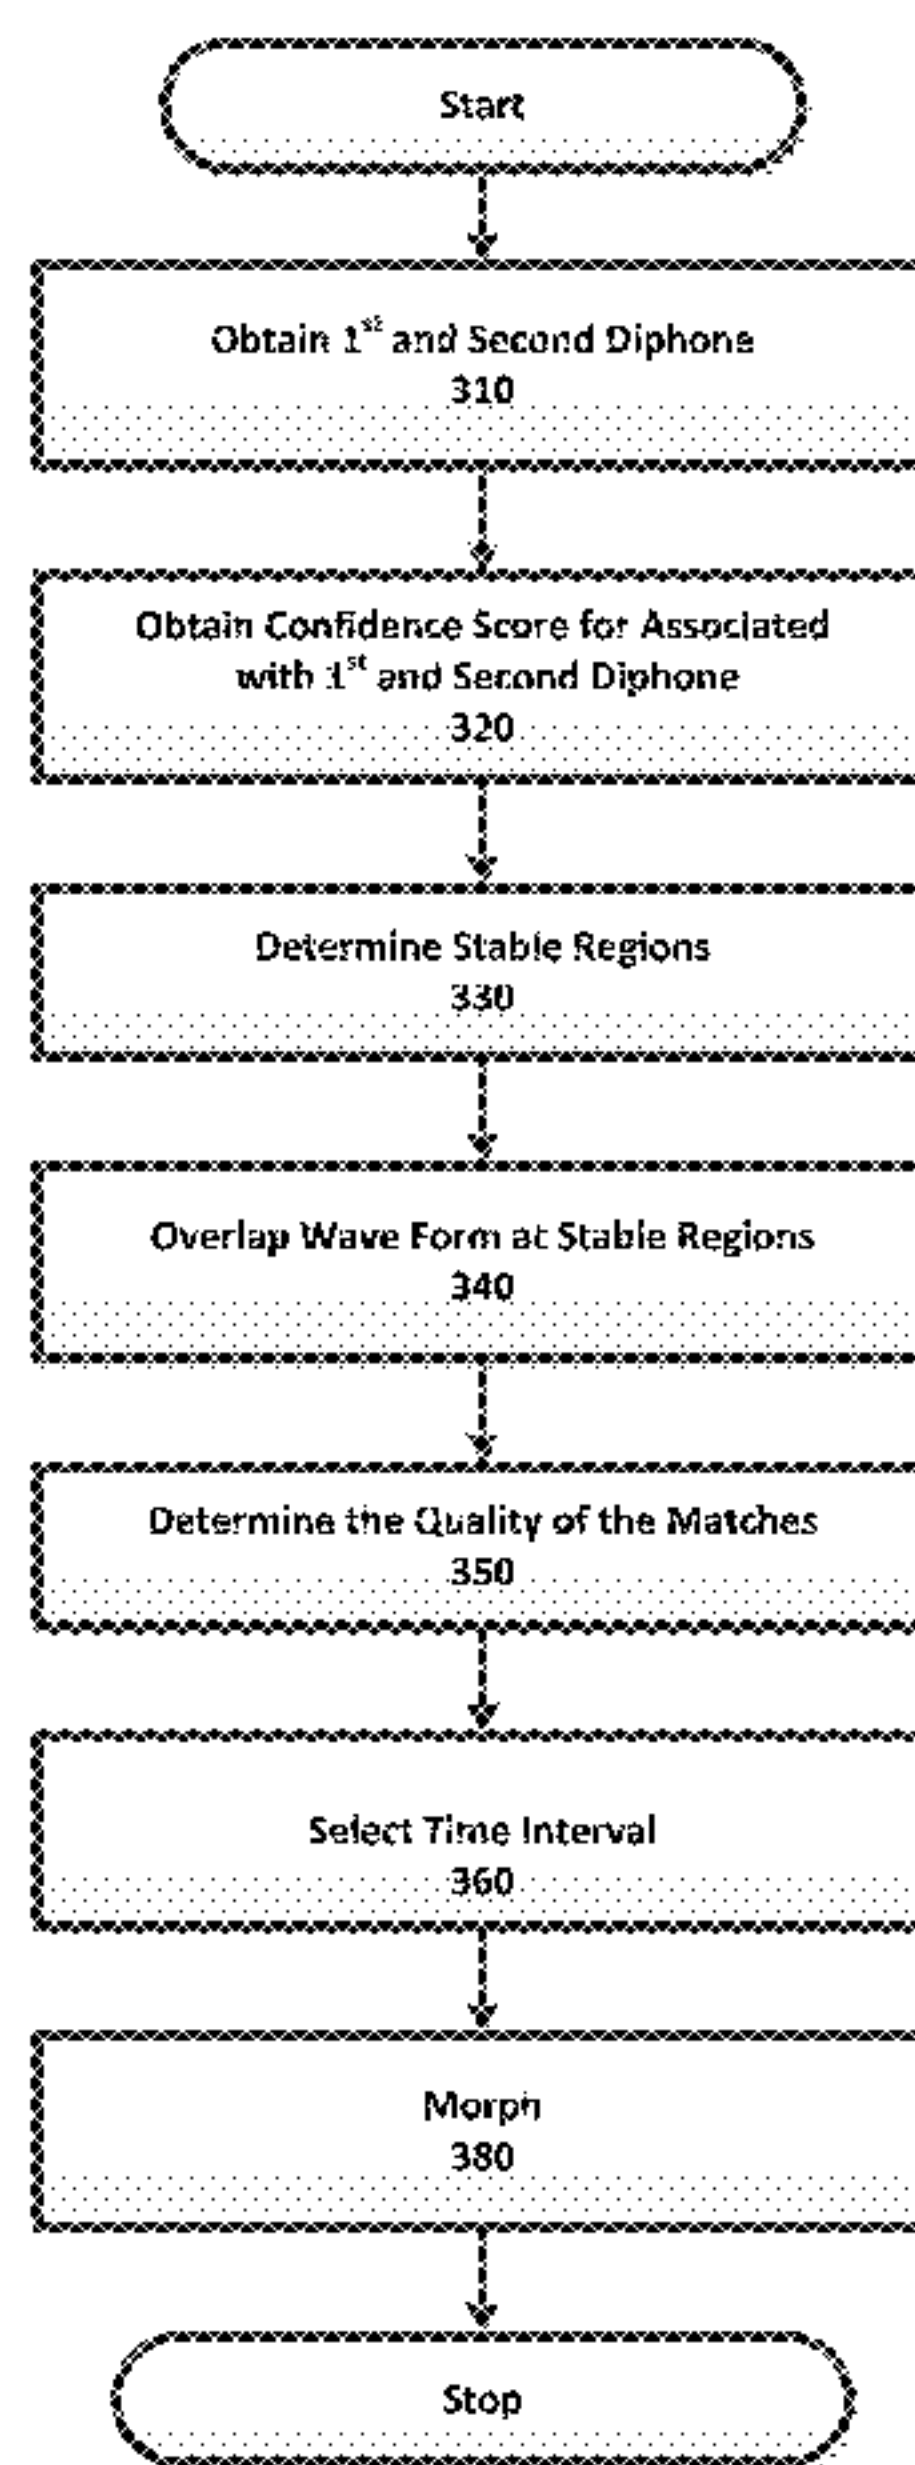 Start
Obtain 1st and Second Diphone
310
Obtain Confidence Score for Associated
with 1st and Second Diphone
320
Determine Stable Regions
330
Overlap Wave Form at Stable Regions
340
Determine the Quality of the Matches
350
Select Time Interval
360
Morph
380
Stop